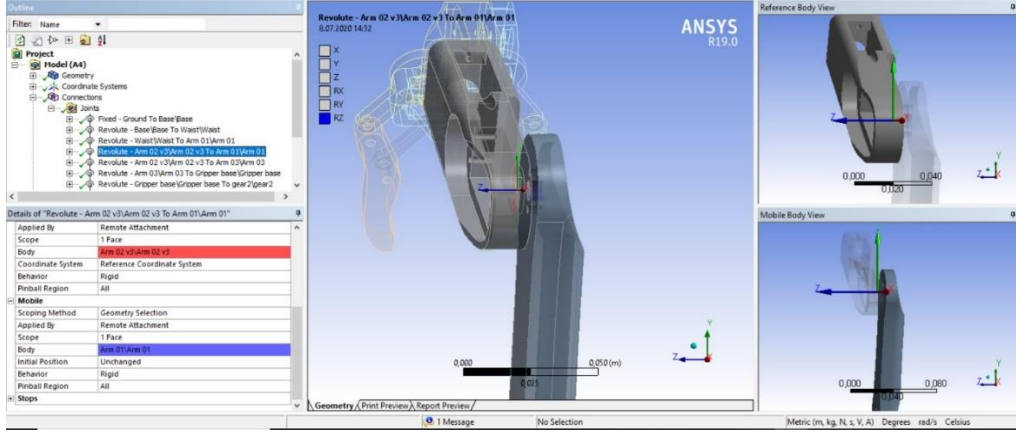 Outline
Filter: Name
Project
Model (A4)
Geometry
Coordinate Systems
Connections
Joints
Fixed - Ground To Base\Base
Revolute - Base\Base To Waist\Waist
Revolute - Waist\Waist To Arm 01\Arm 01
Revolute - Arm 02 v3\Arm 02 v3 To Arm 01\Arm 01
Revolute - Arm 02 v3\Arm 02 v3 To Arm 03\Arm 03
Revolute - Arm 03\Arm 03 To Gripper base\Gripper base
Revolute - Gripper base\Gripper base To gear2\gear2
Details of "Revolute - Arm 02 v3\Arm 02 v3 To Arm 01\Arm 01"
Applied By Remote Attachment
Scope 1 Face
Body Arm 02 v3\Arm 02 v3
Coordinate System Reference Coordinate System
Behavior Rigid
Pinball Region All
Mobile
Scoping Method Geometry Selection
Applied By Remote Attachment
Scope 1 Face
Body Arm 01\Arm 01
Initial Position Unchanged
Behavior Rigid
Pinball Region All
Stops
Revolute - Arm 02 v3\Arm 02 v3 To Arm 01\Arm 01
8.07.2020 14:32
X
Y
Z
RX
RY
RZ
ANSYS
R19.0
Z
Y
Z
0,000 0,050 (m)
0,025
Geometry Print Preview Report Preview
Reference Body View
Z
0,000 0,040
0,020
Y
Z X
Mobile Body View
Y
Z
0,000 0,080
0,040
Y
Z X
1 Message No Selection Metric (m, kg, N, s, V, A) Degrees rad/s Celsius